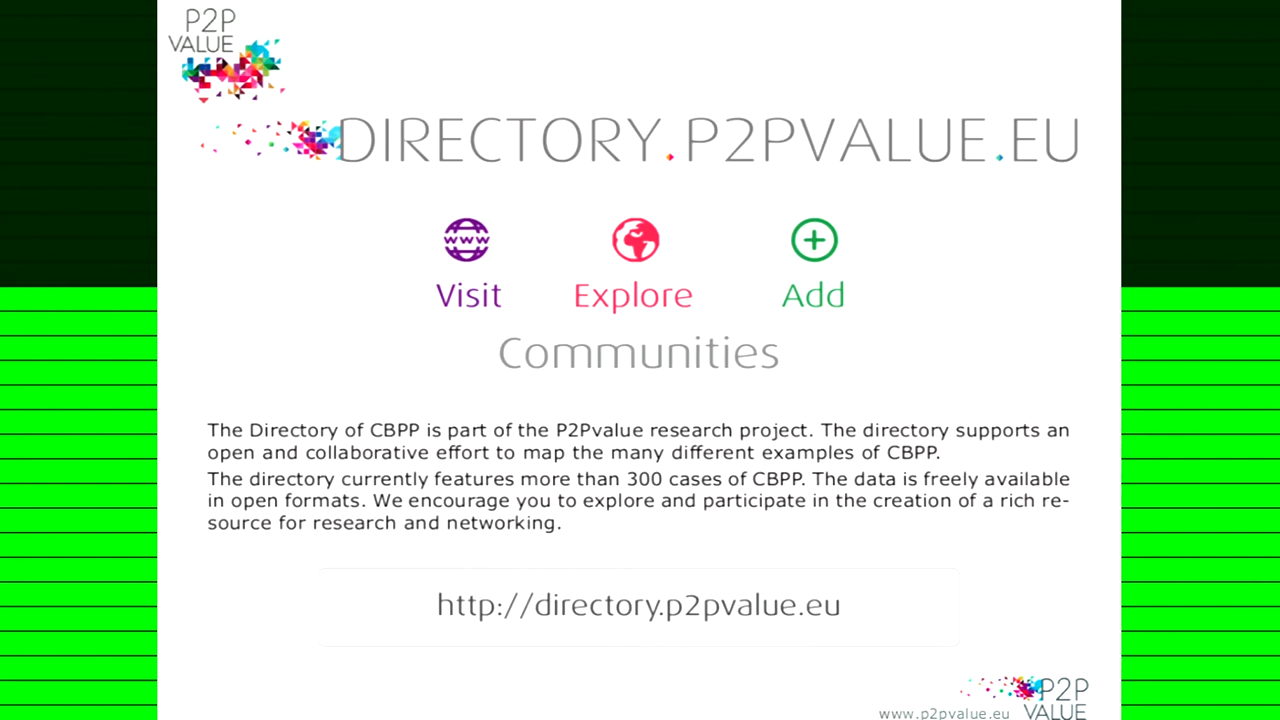 P2P
VALUE
DIRECTORY.P2PVALUE.EU
www
Visit Explore Add
Communities
The Directory of CBPP is part of the P2Pvalue research project. The directory supports an
open and collaborative effort to map the many different examples of CBPP.
The directory currently features more than 300 cases of CBPP. The data is freely available
in open formats. We encourage you to explore and participate in the creation of a rich re-
source for research and networking.
http://directory.p2pvalue.eu
www.p2pvalue.eu
P2P
VALUE